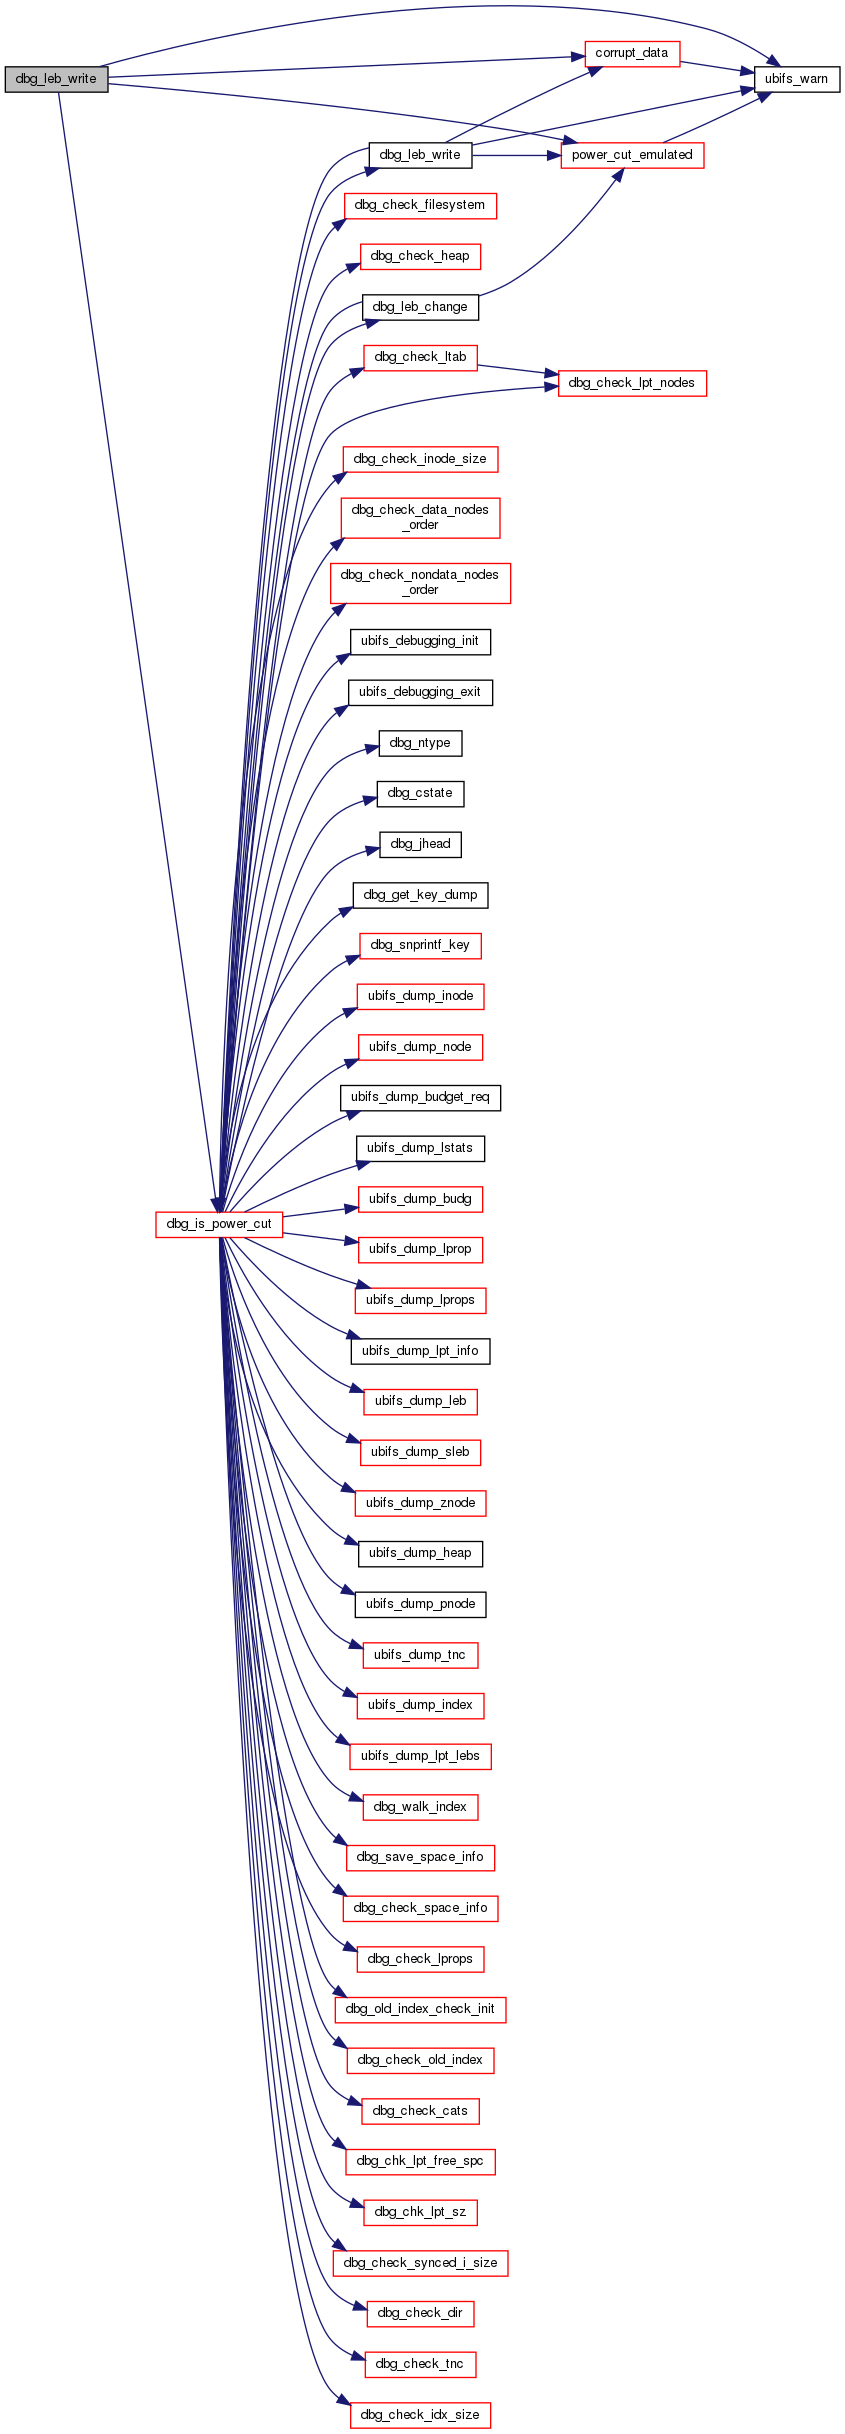 dbg_leb_write
corrupt_data
ubifs_warn
dbg_leb_write
power_cut_emulated
dbg_check_filesystem
dbg_check_heap
dbg_leb_change
dbg_check_ltab
dbg_check_lpt_nodes
dbg_check_inode_size
dbg_check_data_nodes
_order
dbg_check_nondata_nodes
_order
ubifs_debugging_init
ubifs_debugging_exit
dbg_ntype
dbg_cstate
dbg_jhead
dbg_get_key_dump
dbg_snprintf_key
ubifs_dump_inode
ubifs_dump_node
ubifs_dump_budget_req
ubifs_dump_lstats
ubifs_dump_budg
dbg_is_power_cut
ubifs_dump_lprop
ubifs_dump_lprops
ubifs_dump_lpt_info
ubifs_dump_leb
ubifs_dump_sleb
ubifs_dump_znode
ubifs_dump_heap
ubifs_dump_pnode
ubifs_dump_tnc
ubifs_dump_index
ubifs_dump_lpt_lebs
dbg_walk_index
dbg_save_space_info
dbg_check_space_info
dbg_check_lprops
dbg_old_index_check_init
dbg_check_old_index
dbg_check_cats
dbg_chk_lpt_free_spc
dbg_chk_lpt_sz
dbg_check_synced_i_size
dbg_check_dir
dbg_check_tnc
dbg_check_idx_size